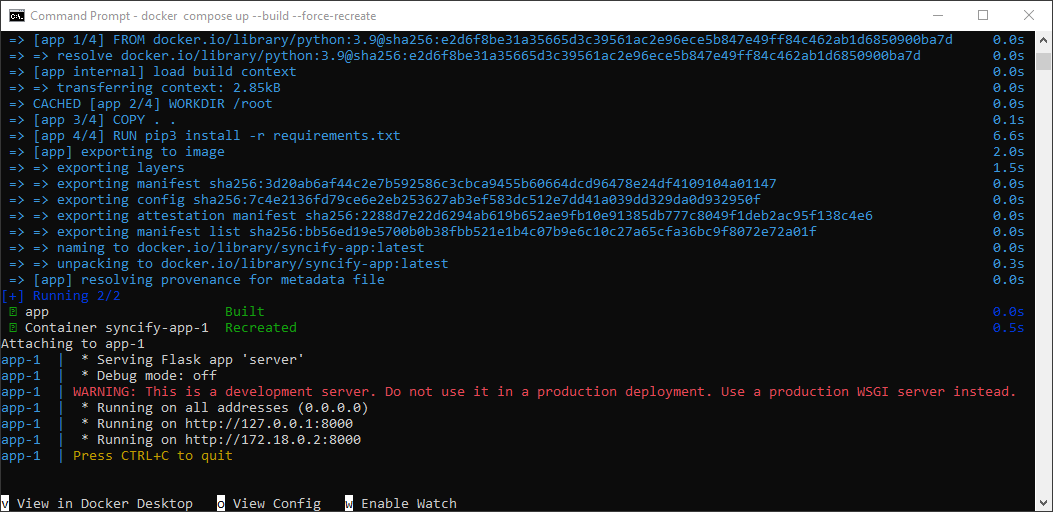 Command Prompt - docker  compose up --build --force-recreate
=> [app 1/4] FROM docker.io/library/python:3.9@sha256:e2d6f8be31a35665d3c39561ac2e96ece5b847e49ff84c462ab1d6850900ba7d 0.0s
=> => resolve docker.io/library/python:3.9@sha256:e2d6f8be31a35665d3c39561ac2e96ece5b847e49ff84c462ab1d6850900ba7d 0.0s
=> [app internal] load build context 0.0s
=> => transferring context: 2.85kB 0.0s
=> CACHED [app 2/4] WORKDIR /root 0.0s
=> [app 3/4] COPY . . 0.1s
=> [app 4/4] RUN pip3 install -r requirements.txt 6.6s
=> [app] exporting to image 2.0s
=> => exporting layers 1.5s
=> => exporting manifest sha256:3d20ab6af44c2e7b592586c3cbca9455b60664dcd96478e24df4109104a01147 0.0s
=> => exporting config sha256:7c4e2136fd79ce6e2eb253627ab3ef583dc512e7dd41a039dd329da0d932950f 0.0s
=> => exporting attestation manifest sha256:2288d7e22d6294ab619b652ae9fb10e91385db777c8049f1deb2ac95f138c4e6 0.0s
=> => exporting manifest list sha256:bb56ed19e5700b0b38fbb521e1b4c07b9e6c10c27a65cfa36bc9f8072e72a01f 0.0s
=> => naming to docker.io/library/syncify-app:latest 0.0s
=> => unpacking to docker.io/library/syncify-app:latest 0.3s
=> [app] resolving provenance for metadata file 0.0s
[+] Running 2/2
app Built 0.0s
Container syncify-app-1 Recreated 0.5s
Attaching to app-1
app-1  |  * Serving Flask app 'server'
app-1  |  * Debug mode: off
app-1  | WARNING: This is a development server. Do not use it in a production deployment. Use a production WSGI server instead.
app-1  |  * Running on all addresses (0.0.0.0)
app-1  |  * Running on http://127.0.0.1:8000
app-1  |  * Running on http://172.18.0.2:8000
app-1  | Press CTRL+C to quit
v View in Docker Desktop   o View Config   w Enable Watch